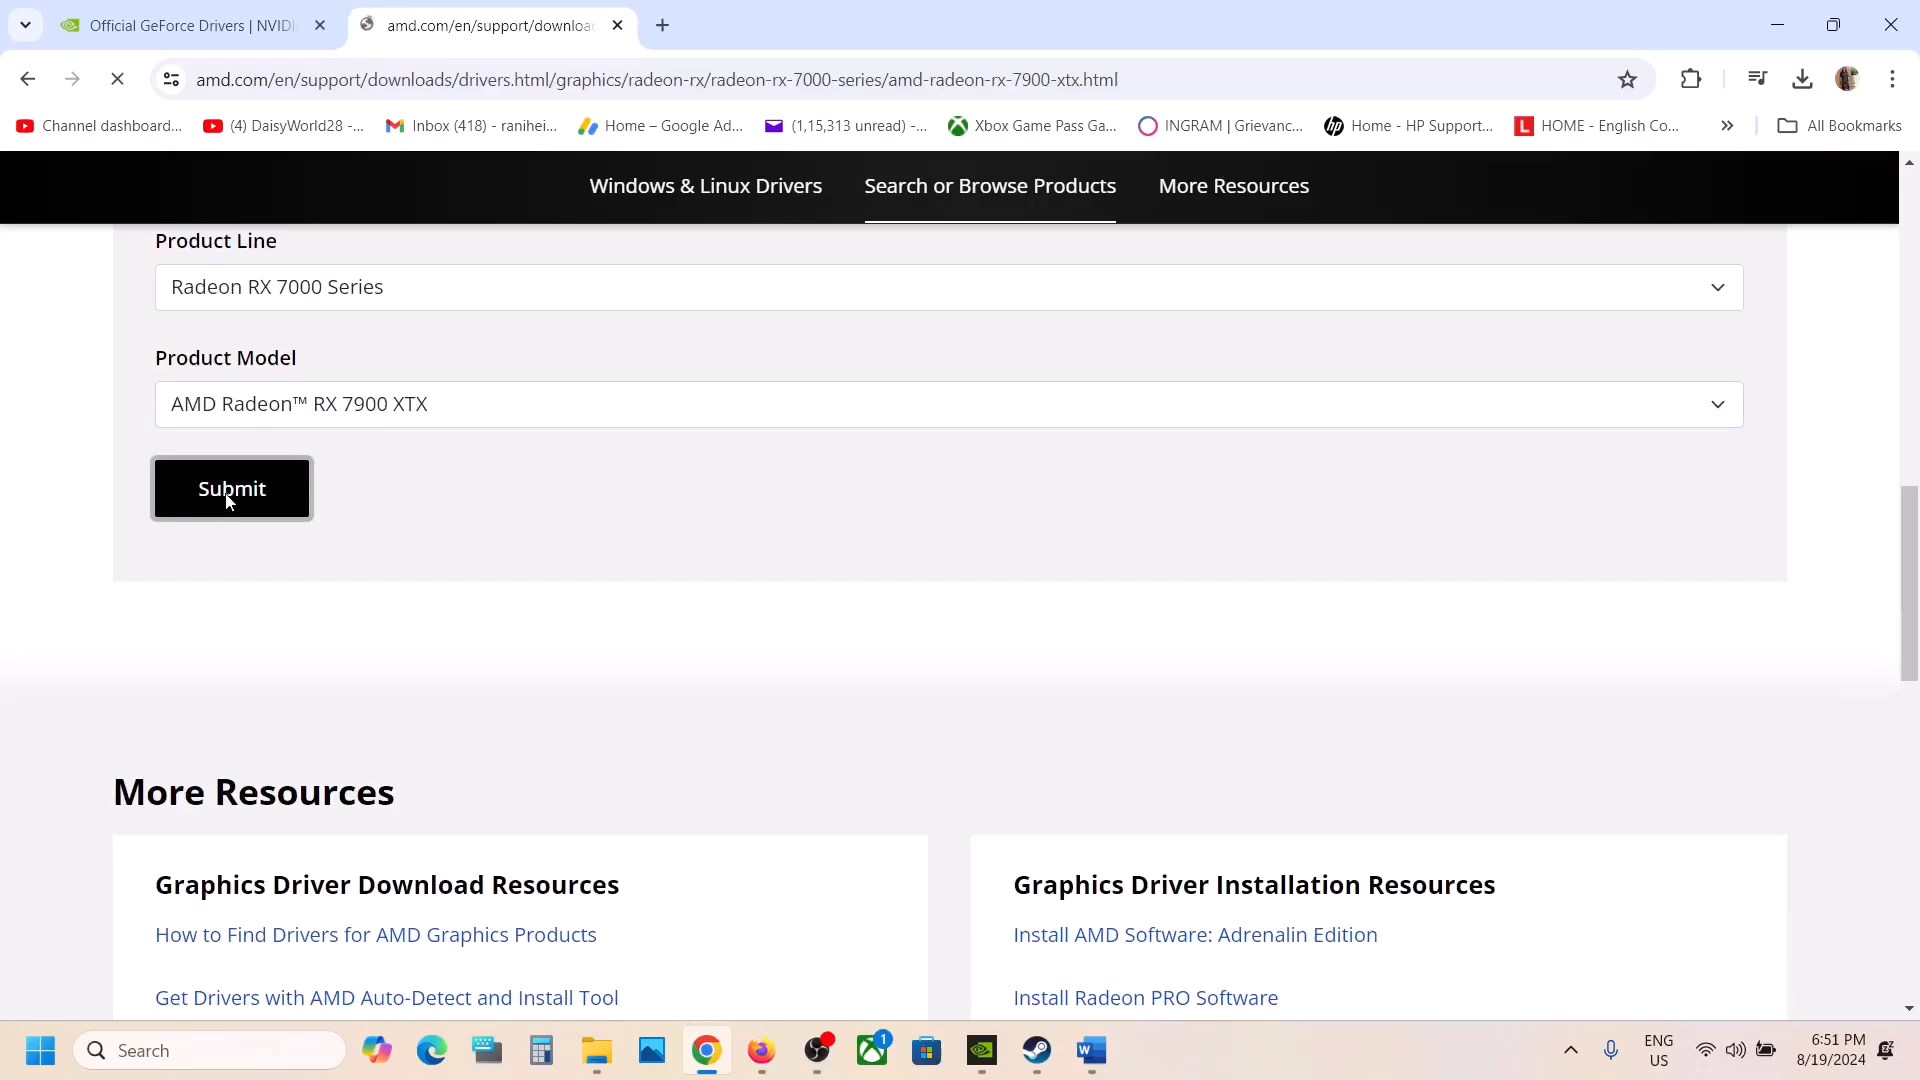 Official GeForce Drivers | NVIDI
amd.com/en/support/downloa
amd.com/en/support/downloads/drivers.html/graphics/radeon-rx/radeon-rx-7000-series/amd-radeon-rx-7900-xtx.html
Channel dashboard...
(4) DaisyWorld28 -...
Inbox (418) - ranihei...
Home – Google Ad...
(1,15,313 unread) -...
Xbox Game Pass Ga...
INGRAM | Grievanc...
Home - HP Support...
HOME - English Co...
All Bookmarks
Windows & Linux Drivers
Search or Browse Products
More Resources
Product Line
Radeon RX 7000 Series
Product Model
AMD Radeon™ RX 7900 XTX
Submit
More Resources
Graphics Driver Download Resources
How to Find Drivers for AMD Graphics Products
Get Drivers with AMD Auto-Detect and Install Tool
Graphics Driver Installation Resources
Install AMD Software: Adrenalin Edition
Install Radeon PRO Software
Search
1
ENG
US
6:51 PM
8/19/2024